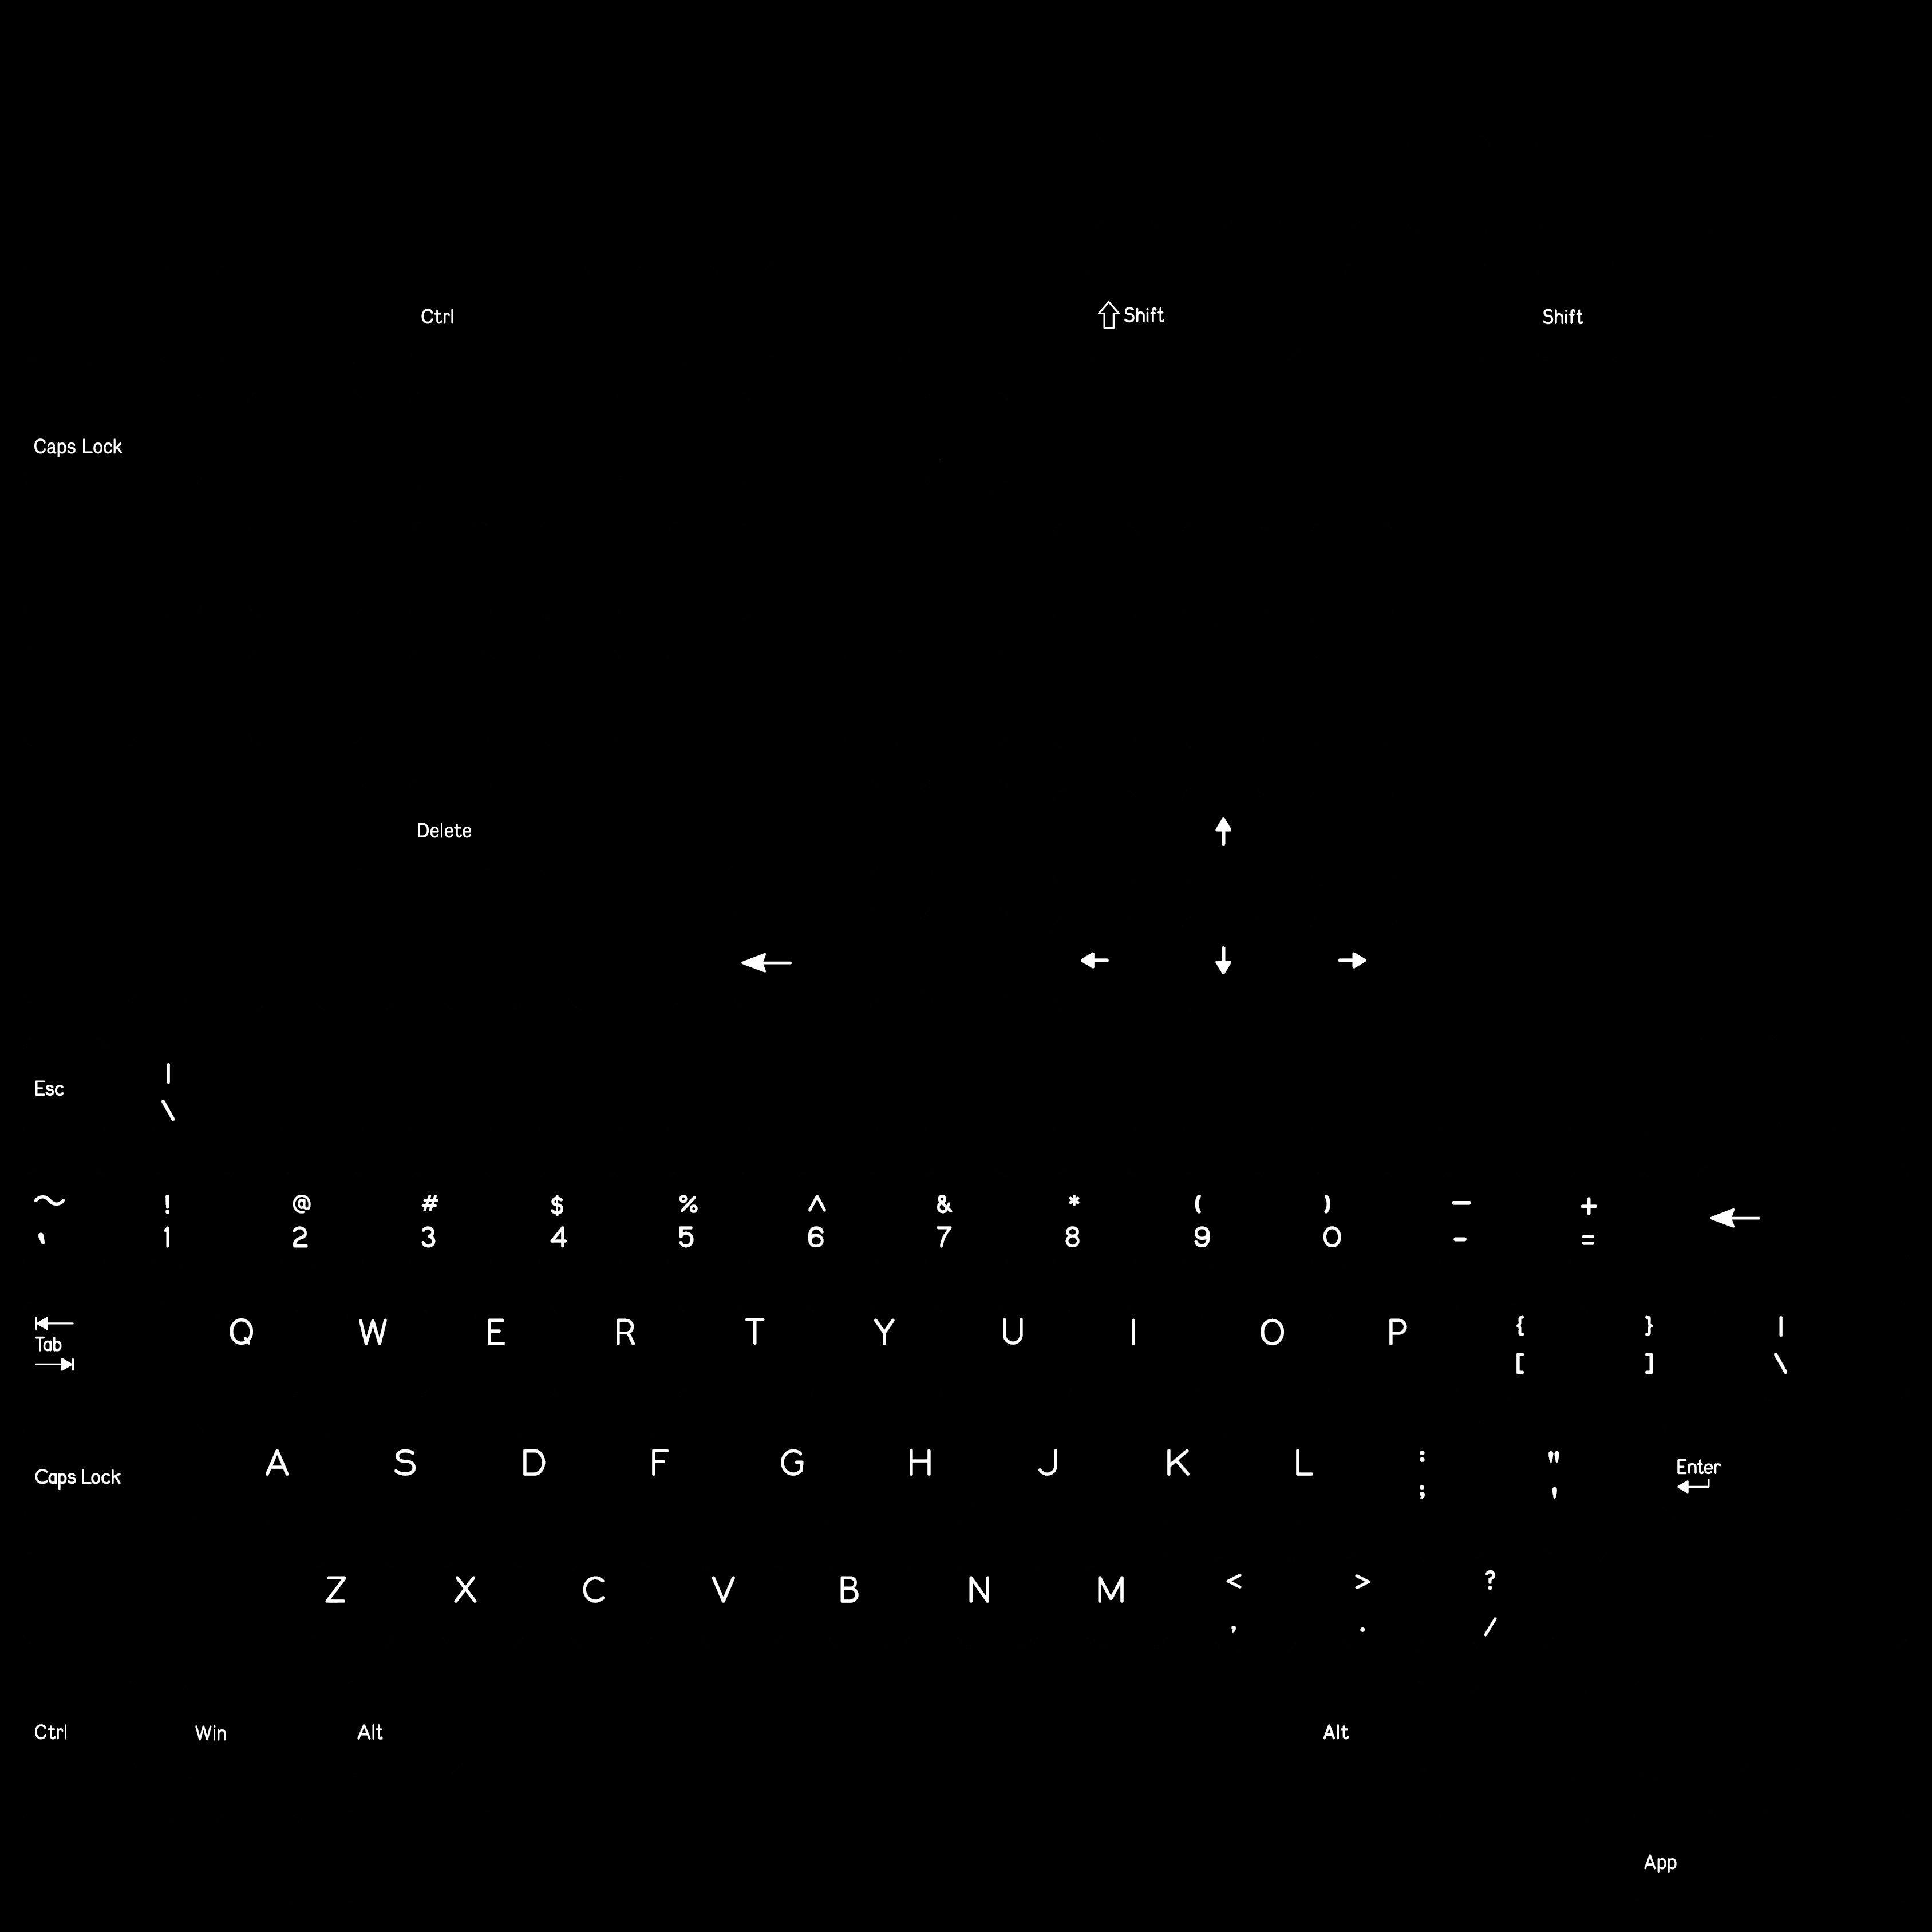 Ctrl ⇧ Shift Shift
Caps Lock
Delete ↑
← ← ↓ →
Esc |
\
~ ! @ # $ % ^ & * ( ) _ +
` 1 2 3 4 5 6 7 8 9 0 - = ←
Tab Q W E R T Y U I O P { } |
[ ] \
Caps Lock A S D F G H J K L : " Enter
; '
Z X C V B N M < > ?
, . /
Ctrl Win Alt Alt
App